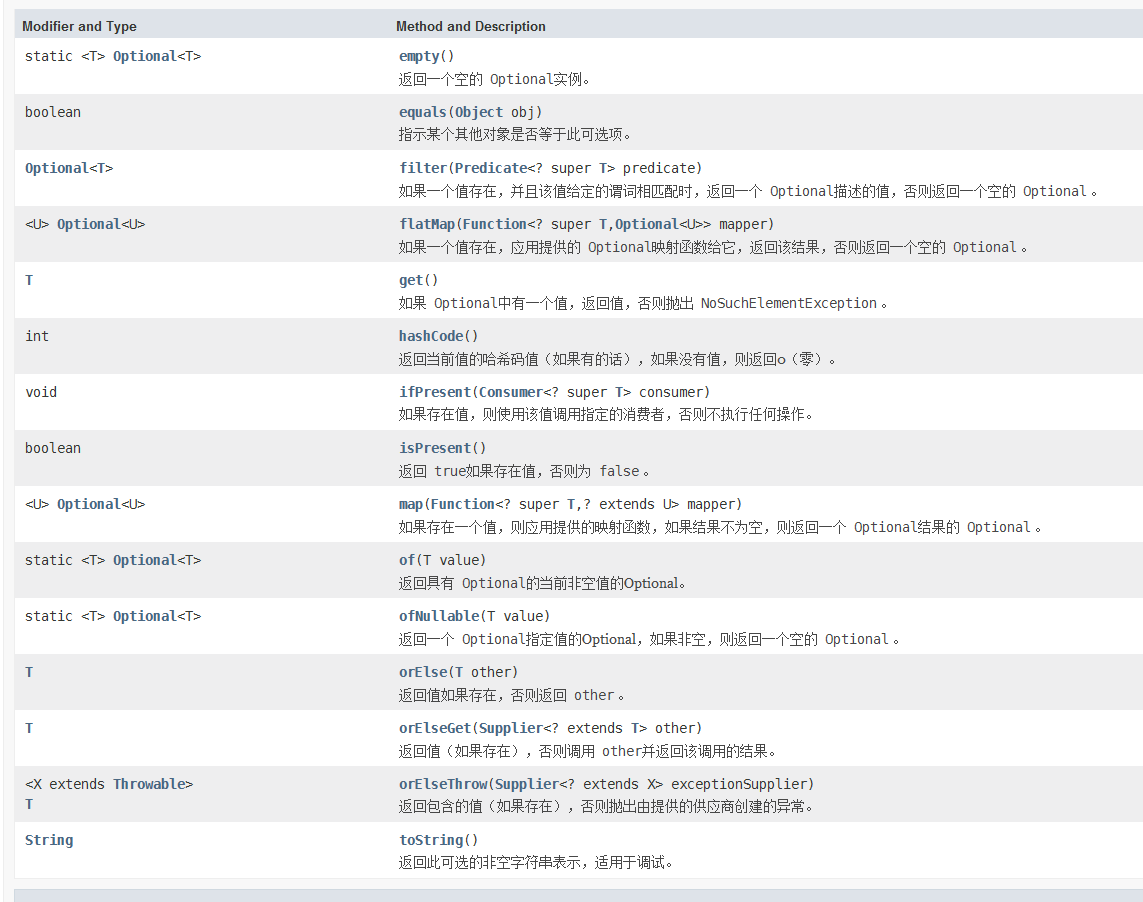 Modifier and Type Method and Description
static <T> Optional<T> empty()
返回一个空的 Optional实例。
boolean equals(Object obj)
指示某个其他对象是否等于此可选项。
Optional<T> filter(Predicate<? super T> predicate)
如果一个值存在，并且该值给定的谓词相匹配时，返回一个 Optional描述的值，否则返回一个空的 Optional 。
<U> Optional<U> flatMap(Function<? super T,Optional<U>> mapper)
如果一个值存在，应用提供的 Optional映射函数给它，返回该结果，否则返回一个空的 Optional 。
T get()
如果 Optional中有一个值，返回值，否则抛出 NoSuchElementException 。
int hashCode()
返回当前值的哈希码值（如果有的话），如果没有值，则返回0（零）。
void ifPresent(Consumer<? super T> consumer)
如果存在值，则使用该值调用指定的消费者，否则不执行任何操作。
boolean isPresent()
返回 true如果存在值，否则为 false 。
<U> Optional<U> map(Function<? super T,? extends U> mapper)
如果存在一个值，则应用提供的映射函数，如果结果不为空，则返回一个 Optional结果的 Optional 。
static <T> Optional<T> of(T value)
返回具有 Optional的当前非空值的Optional。
static <T> Optional<T> ofNullable(T value)
返回一个 Optional指定值的Optional，如果非空，则返回一个空的 Optional 。
T orElse(T other)
返回值如果存在，否则返回 other 。
T orElseGet(Supplier<? extends T> other)
返回值（如果存在），否则调用 other并返回该调用的结果。
<X extends Throwable> orElseThrow(Supplier<? extends X> exceptionSupplier)
T 返回包含的值（如果存在），否则抛出由提供的供应商创建的异常。
String toString()
返回此可选的非空字符串表示，适用于调试。